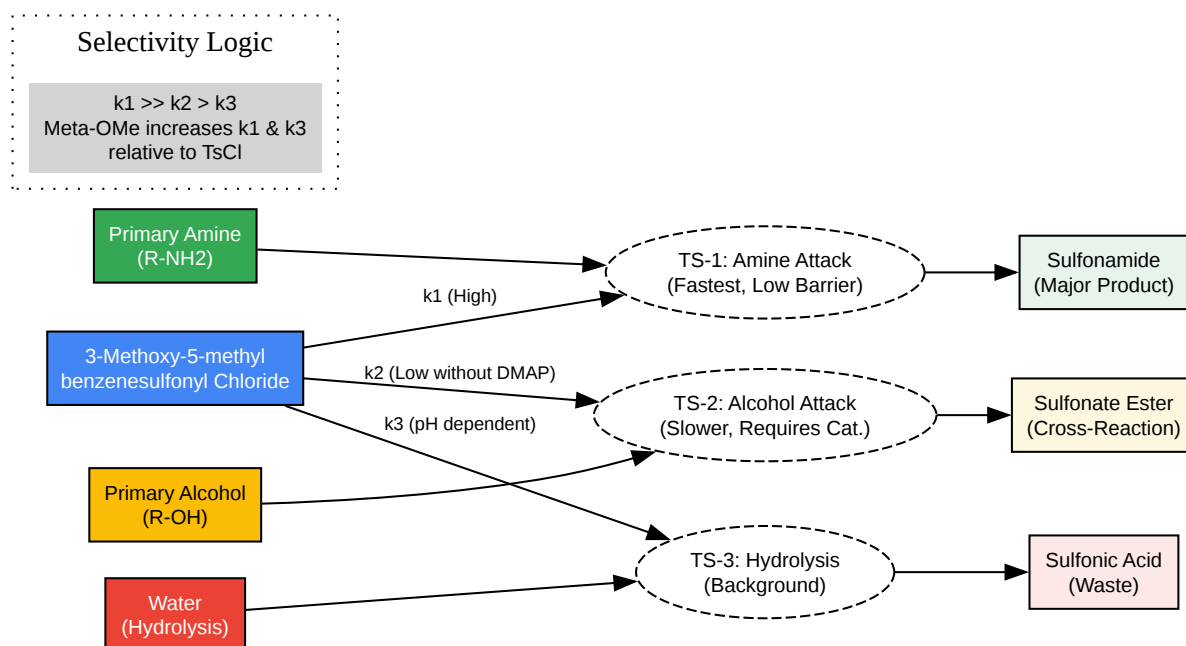 Selectivity Logic
k1 >> k2 > k3
Meta-OMe increases k1 & k3
relative to TsCl
Primary Amine
(R-NH2)
TS-1: Amine Attack
(Fastest, Low Barrier)
Sulfonamide
(Major Product)
k1 (High)
3-Methoxy-5-methyl
benzenesulfonyl Chloride
k2 (Low without DMAP)
TS-2: Alcohol Attack
(Slower, Requires Cat.)
Sulfonate Ester
(Cross-Reaction)
k3 (pH dependent)
Primary Alcohol
(R-OH)
TS-3: Hydrolysis
(Background)
Sulfonic Acid
(Waste)
Water
(Hydrolysis)